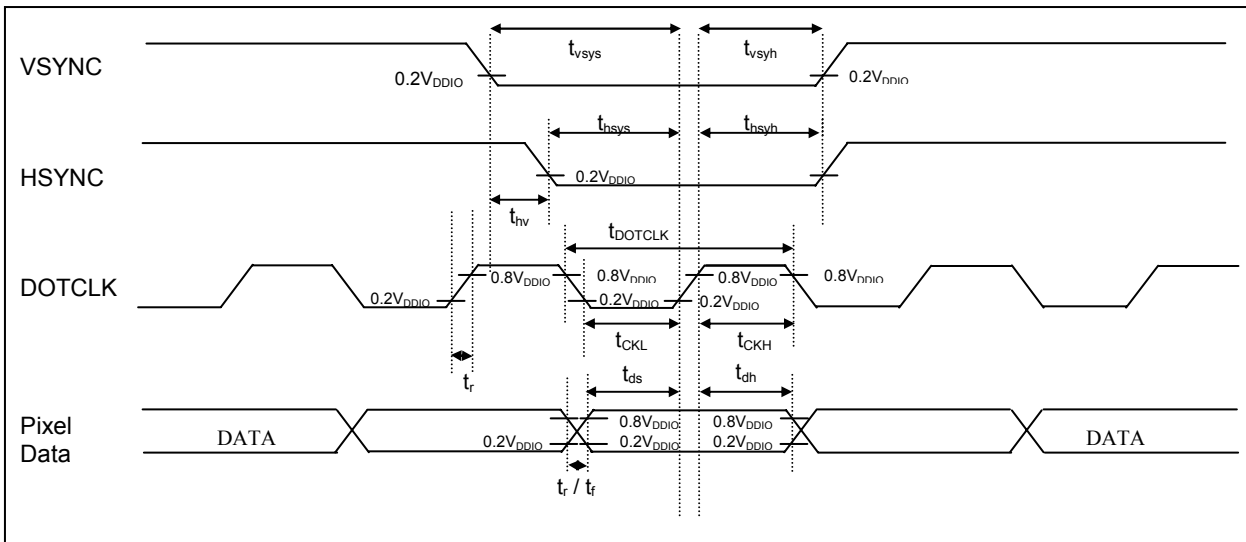 t_vsys t_vsyh
VSYNC
0.2V_DDIO 0.2V_DDIO
t_hsys t_hsyh
HSYNC
0.2V_DDIO
t_hv
t_DOTCLK
DOTCLK
0.8V_DDIO 0.8V_DDIO 0.8V_DDIO 0.8V_DDIO
0.2V_DDIO 0.2V_DDIO 0.2V_DDIO
t_CKL t_CKH
t_r
t_ds t_dh
Pixel
Data
DATA 0.8V_DDIO 0.8V_DDIO DATA
0.2V_DDIO 0.2V_DDIO 0.2V_DDIO
t_r / t_f